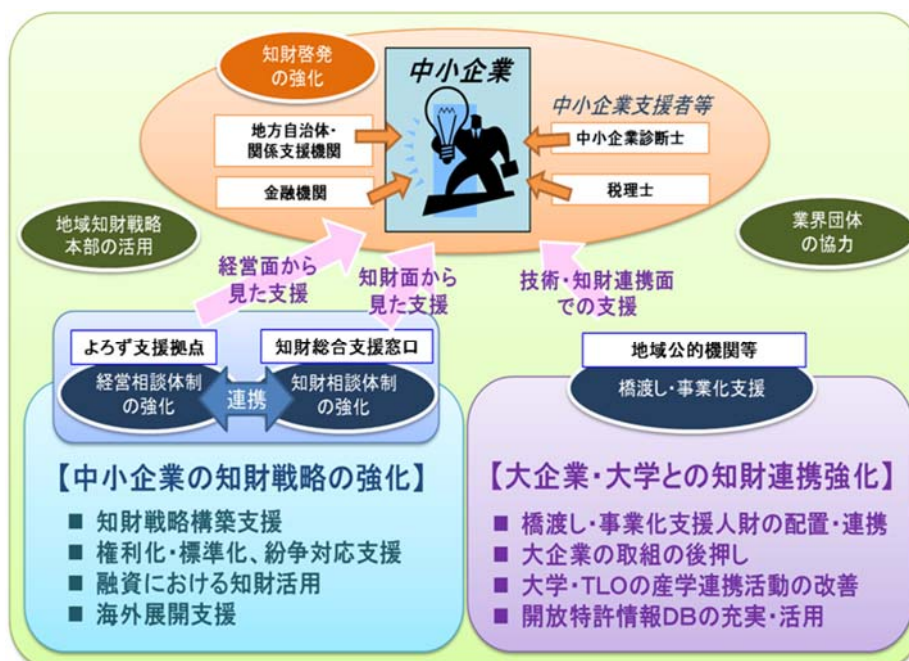 知財啓発
の強化
中小企業
中小企業支援者等
地方自治体・
関係支援機関
中小企業診断士
金融機関
税理士
地域知財戦略
本部の活用
業界団体
の協力
経営面から
見た支援
知財面から
見た支援
技術・知財連携面
での支援
よろず支援拠点
知財総合支援窓口
地域公的機関等
経営相談体制
の強化
連携
知財相談体制
の強化
橋渡し・事業化支援
【中小企業の知財戦略の強化】
■ 知財戦略構築支援
■ 権利化・標準化、紛争対応支援
■ 融資における知財活用
■ 海外展開支援
【大企業・大学との知財連携強化】
■ 橋渡し・事業化支援人財の配置・連携
■ 大企業の取組の後押し
■ 大学・TLOの産学連携活動の改善
■ 開放特許情報DBの充実・活用